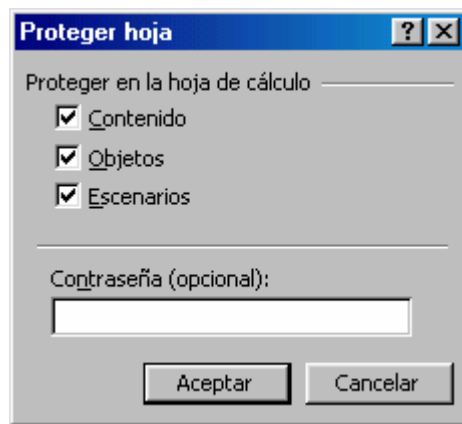 Proteger hoja
Proteger en la hoja de cálculo
Contenido
Objetos
Escenarios
Contraseña (opcional):
Aceptar Cancelar